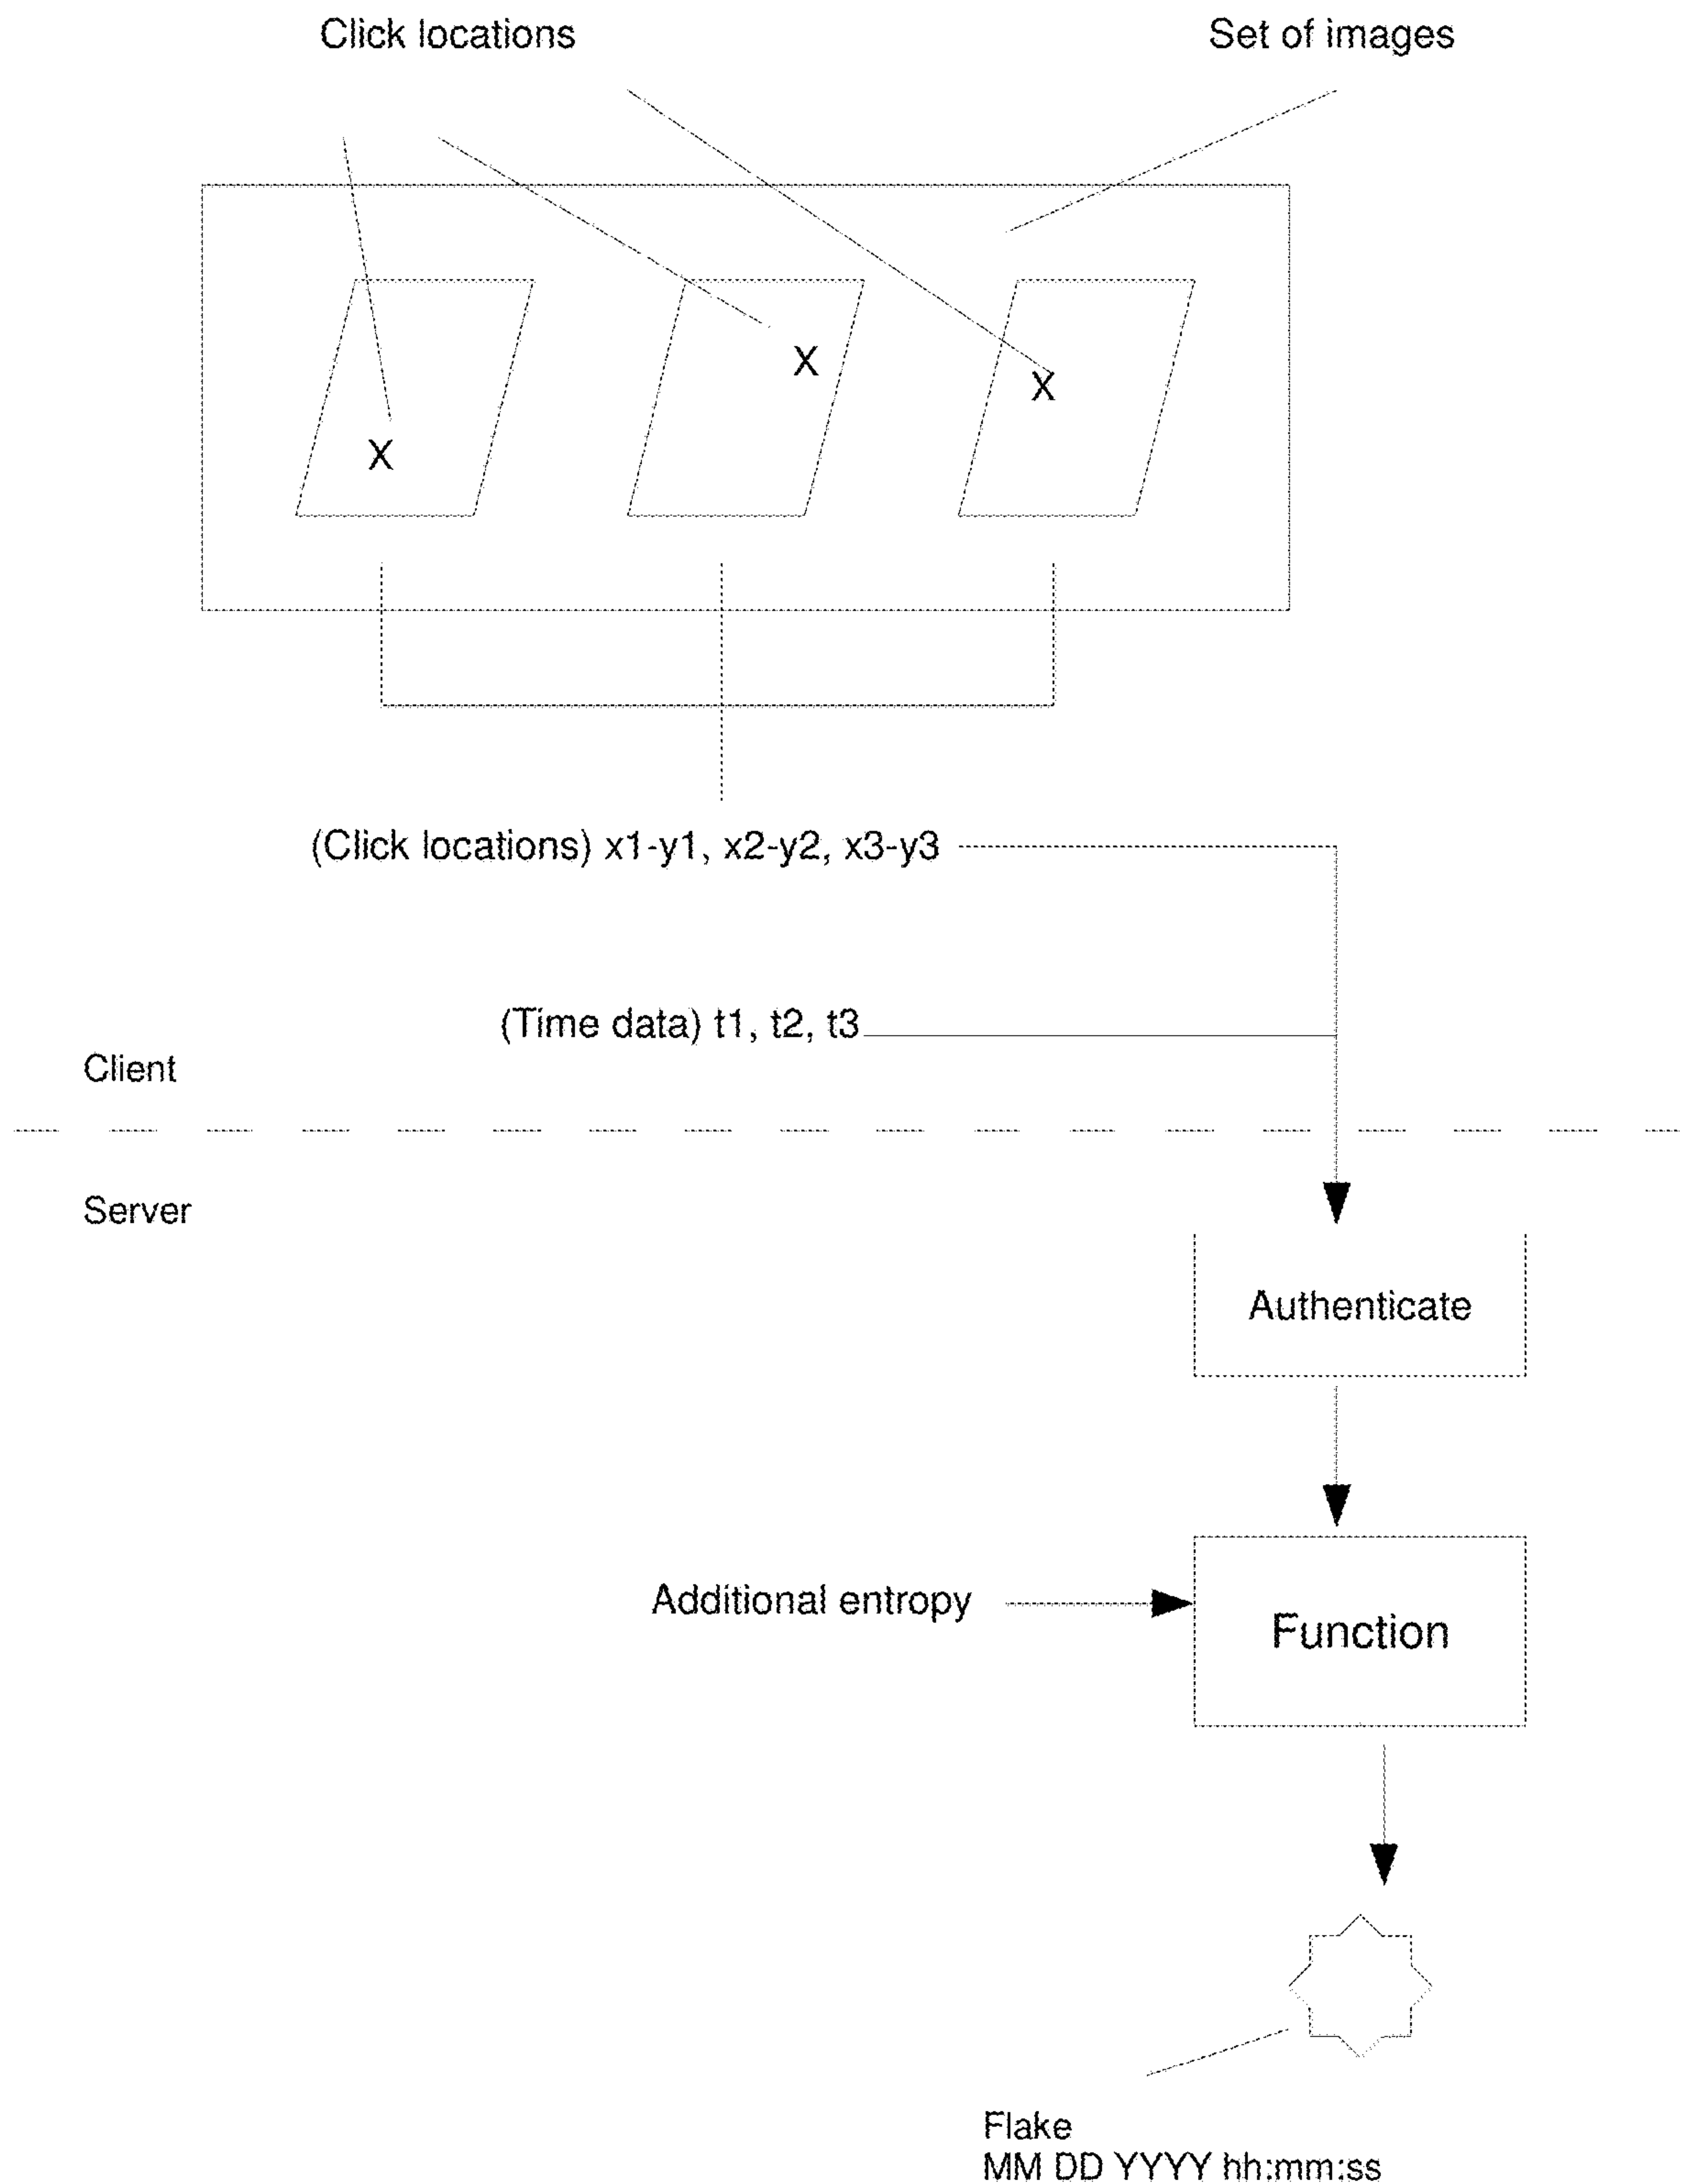 Click locations
Set of images
X
X
X
(Click locations) x1-y1, x2-y2, x3-y3
(Time data) t1, t2, t3
Client
Server
Authenticate
Additional entropy
Function
Flake
MM DD YYYY hh:mm:ss